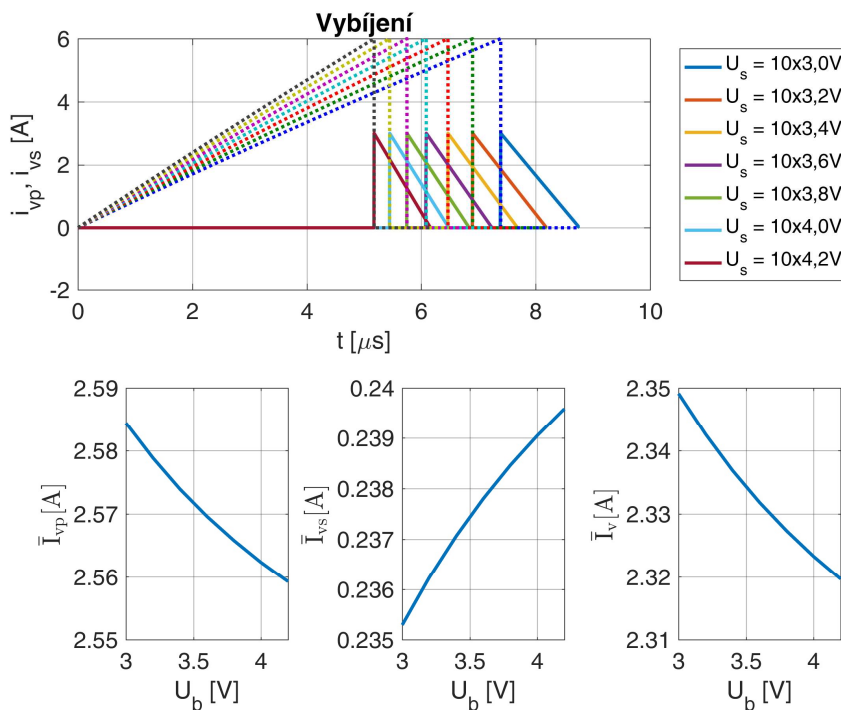 Vybíjení
6
4
2
0
-2
i_vp, i_vs [A]
0 2 4 6 8 10
t [μs]
U_s = 10x3,0V
U_s = 10x3,2V
U_s = 10x3,4V
U_s = 10x3,6V
U_s = 10x3,8V
U_s = 10x4,0V
U_s = 10x4,2V
2.59
2.58
2.57
2.56
2.55
Ī_vp [A]
3 3.5 4
U_b [V]
0.24
0.239
0.238
0.237
0.236
0.235
Ī_vs [A]
3 3.5 4
U_b [V]
2.35
2.34
2.33
2.32
2.31
Ī_v [A]
3 3.5 4
U_b [V]